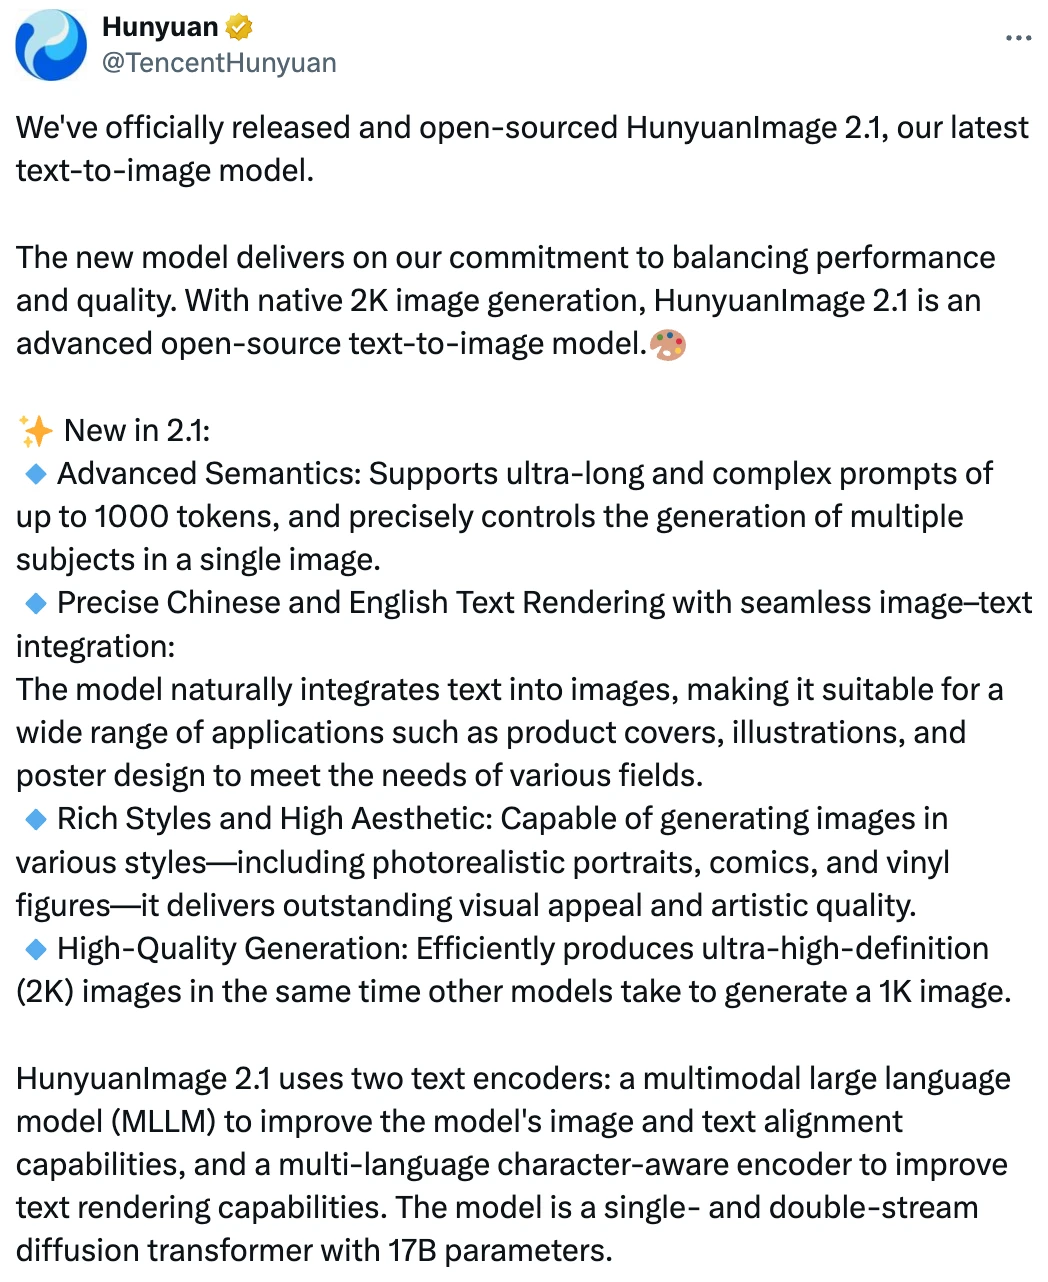 Hunyuan
@TencentHunyuan
We've officially released and open-sourced HunyuanImage 2.1, our latest
text-to-image model.
The new model delivers on our commitment to balancing performance
and quality. With native 2K image generation, HunyuanImage 2.1 is an
advanced open-source text-to-image model.🎨
✨ New in 2.1:
🔹 Advanced Semantics: Supports ultra-long and complex prompts of
up to 1000 tokens, and precisely controls the generation of multiple
subjects in a single image.
🔹 Precise Chinese and English Text Rendering with seamless image–text
integration:
The model naturally integrates text into images, making it suitable for a
wide range of applications such as product covers, illustrations, and
poster design to meet the needs of various fields.
🔹 Rich Styles and High Aesthetic: Capable of generating images in
various styles—including photorealistic portraits, comics, and vinyl
figures—it delivers outstanding visual appeal and artistic quality.
🔹 High-Quality Generation: Efficiently produces ultra-high-definition
(2K) images in the same time other models take to generate a 1K image.
HunyuanImage 2.1 uses two text encoders: a multimodal large language
model (MLLM) to improve the model's image and text alignment
capabilities, and a multi-language character-aware encoder to improve
text rendering capabilities. The model is a single- and double-stream
diffusion transformer with 17B parameters.